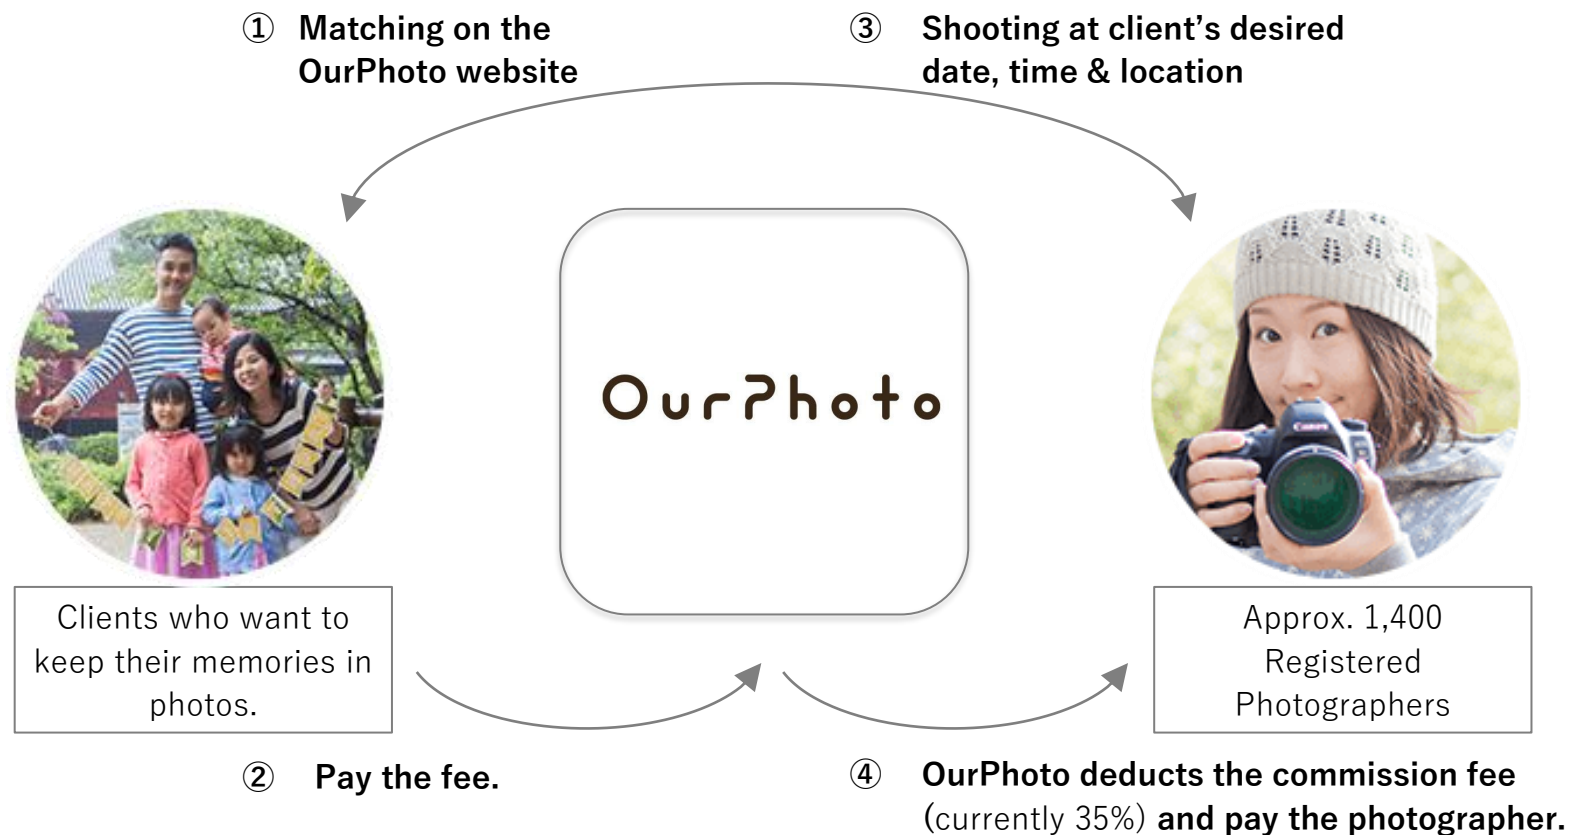 ① Matching on the
OurPhoto website
③ Shooting at client’s desired
date, time & location
OurPhoto
Canon
Clients who want to
keep their memories in
photos.
Approx. 1,400
Registered
Photographers
② Pay the fee.
④ OurPhoto deducts the commission fee
(currently 35%) and pay the photographer.